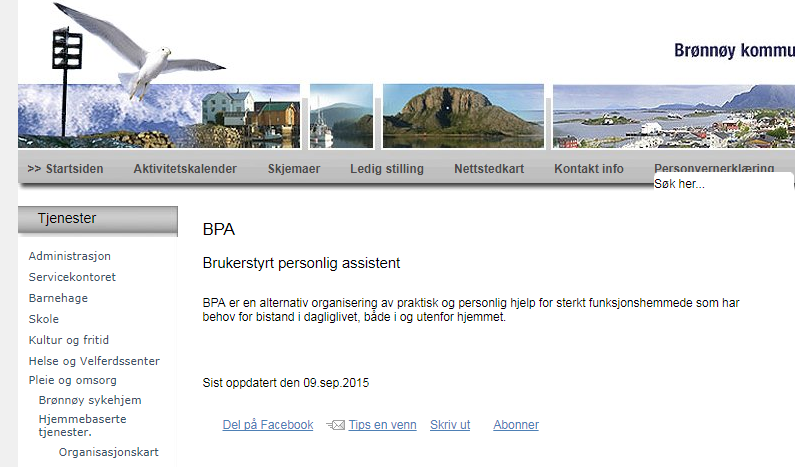 Brønnøy kommu
>> Startsiden Aktivitetskalender Skjemaer Ledig stilling Nettstedkart Kontakt info Personvernerklæring
Søk her...
Tjenester
Administrasjon
Servicekontoret
Barnehage
Skole
Kultur og fritid
Helse og Velferdssenter
Pleie og omsorg
Brønnøy sykehjem
Hjemmebaserte
tjenester.
Organisasjonskart
BPA
Brukerstyrt personlig assistent
BPA er en alternativ organisering av praktisk og personlig hjelp for sterkt funksjonshemmede som har
behov for bistand i dagliglivet, både i og utenfor hjemmet.
Sist oppdatert den 09.sep.2015
Del på Facebook Tips en venn Skriv ut Abonner